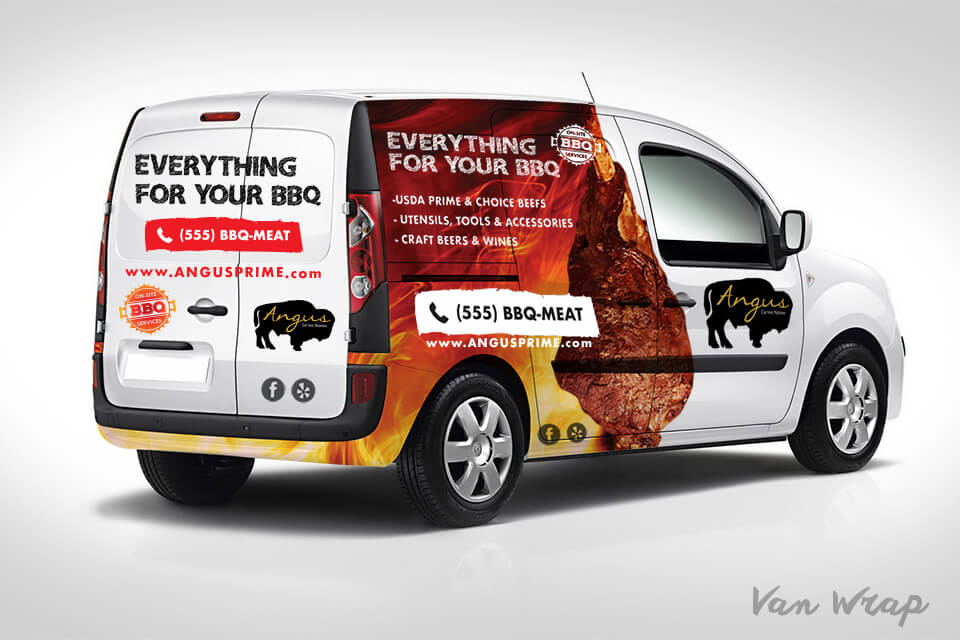 EVERYTHING
FOR YOUR BBQ
(555) BBQ-MEAT
www.ANGUSPRIME.com
ON-SITE
BBQ
SERVICES
Angus
EVERYTHING
FOR YOUR BBQ
ON-SITE
BBQ
SERVICES
-USDA PRIME & CHOICE BEEFS
- UTENSILS, TOOLS & ACCESSORIES
- CRAFT BEERS & WINES
(555) BBQ-MEAT
www.ANGUSPRIME.com
Angus
f
f
Van Wrap